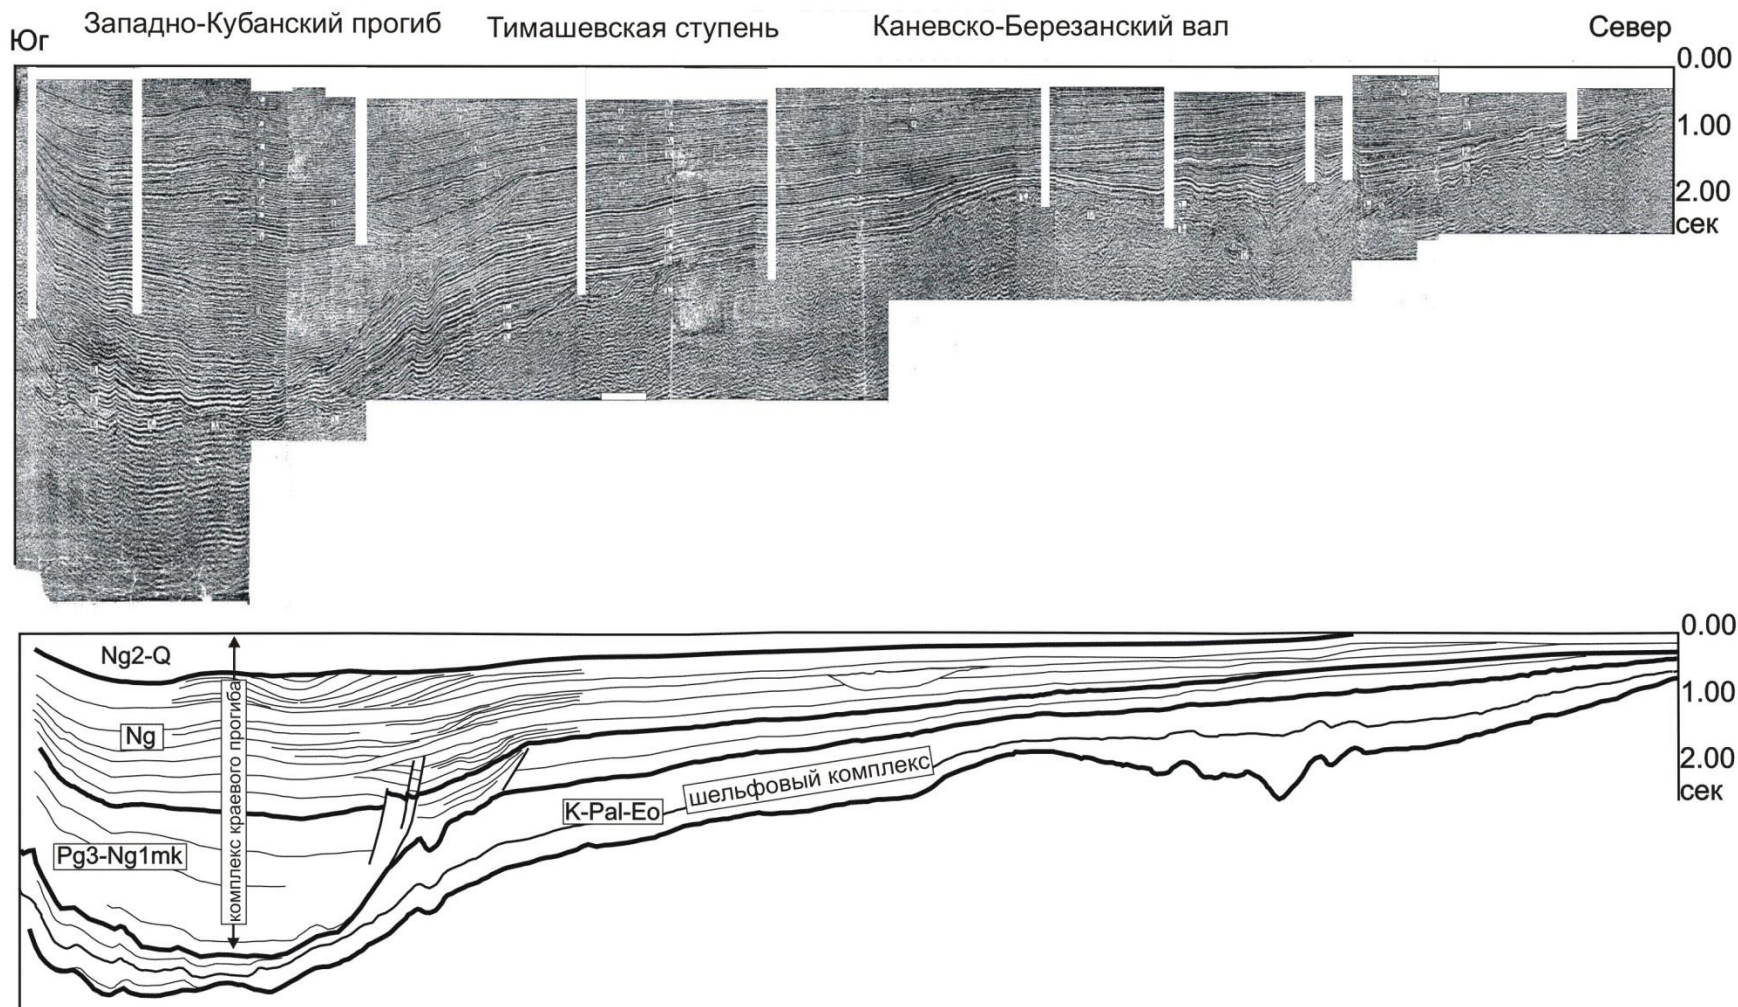 Западно-Кубанский прогиб
Тимашевская ступень
Каневско-Березанский вал
Юг
Север
0.00
1.00
2.00
сек
0.00
Ng2-Q
1.00
Ng
2.00
сек
шельфовый комплекс
K-Pal-Eo
Pg3-Ng1mk
комплекс краевого прогиба